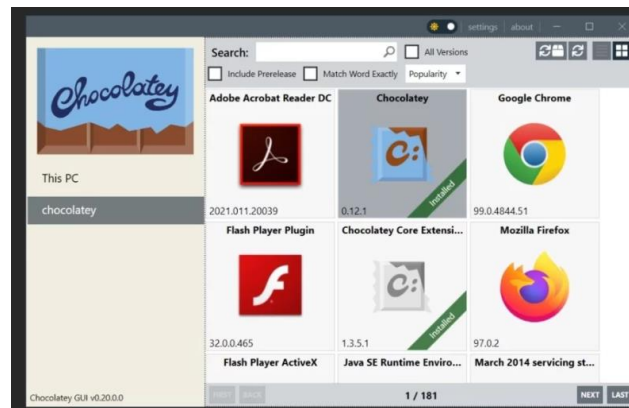 settings
about
Chocolatey
This PC
chocolatey
Chocolatey GUI v0.20.0.0
Search:
All Versions
Include Prerelease
Match Word Exactly
Popularity
Adobe Acrobat Reader DC
2021.011.20039
Chocolatey
C:
Installed
0.12.1
Google Chrome
99.0.4844.51
Flash Player Plugin
32.0.0.465
Chocolatey Core Extensi...
C:
Installed
1.3.5.1
Mozilla Firefox
97.0.2
Flash Player ActiveX
Java SE Runtime Enviro...
March 2014 servicing st...
FIRST
BACK
1 / 181
NEXT
LAST